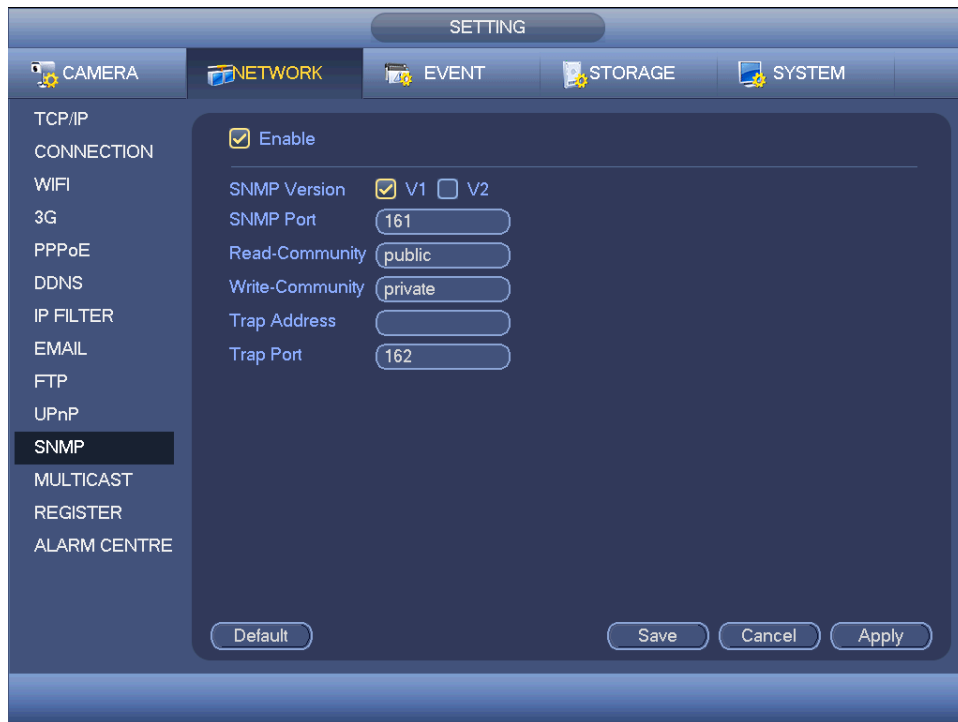 SETTING
CAMERA NETWORK EVENT STORAGE SYSTEM
TCP/IP
CONNECTION
WIFI
3G
PPPoE
DDNS
IP FILTER
EMAIL
FTP
UPnP
SNMP
MULTICAST
REGISTER
ALARM CENTRE
Enable
SNMP Version V1 V2
SNMP Port 161
Read-Community public
Write-Community private
Trap Address
Trap Port 162
Default Save Cancel Apply